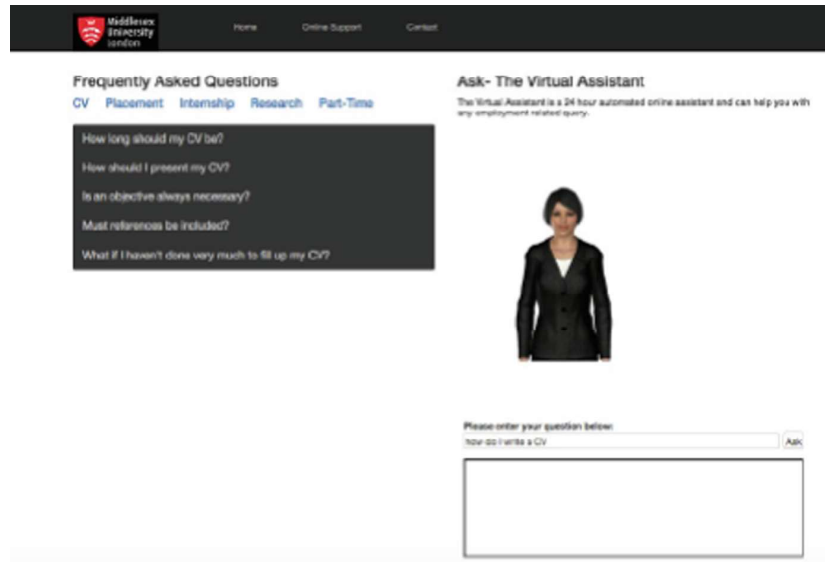 Middlesex
University
London
Home Online Support Contact
Frequently Asked Questions
CV Placement Internship Research Part-Time
How long should my CV be?
How should I present my CV?
Is an objective always necessary?
Must references be included?
What if I haven't done very much to fill up my CV?
Ask- The Virtual Assistant
The Virtual Assistant is a 24 hour automated online assistant and can help you with
any employment related query.
Please enter your question below:
how do I write a CV Ask